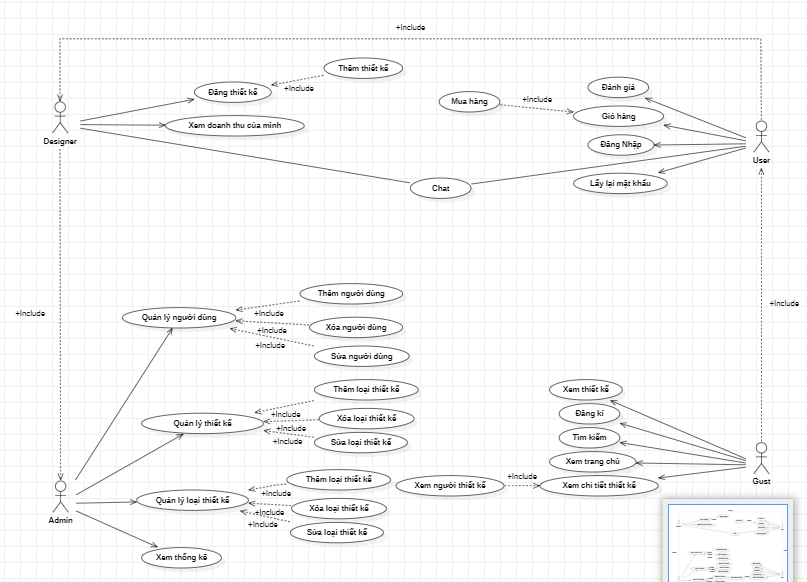 +Include
Thêm thiết kế
Đăng thiết kế
+Include
Đánh giá
Mua hàng
+Include
Giỏ hàng
Xem doanh thu của mình
Designer
Đăng Nhập
User
Lấy lại mật khẩu
Chat
Thêm người dùng
+Include
+Include
Quản lý người dùng
+Include
Xóa người dùng
+Include
+Include
Sửa người dùng
Thêm loại thiết kế
Xem thiết kế
+Include
Đăng kí
Quản lý thiết kế
Xóa loại thiết kế
+Include
Tìm kiếm
+Include
Sửa loại thiết kế
Xem trang chủ
Thêm loại thiết kế
+Include
Gust
Xem người thiết kế
Xem chi tiết thiết kế
+Include
Quản lý loại thiết kế
Xóa loại thiết kế
+Include
Admin
+Include
Sửa loại thiết kế
Xem thống kê